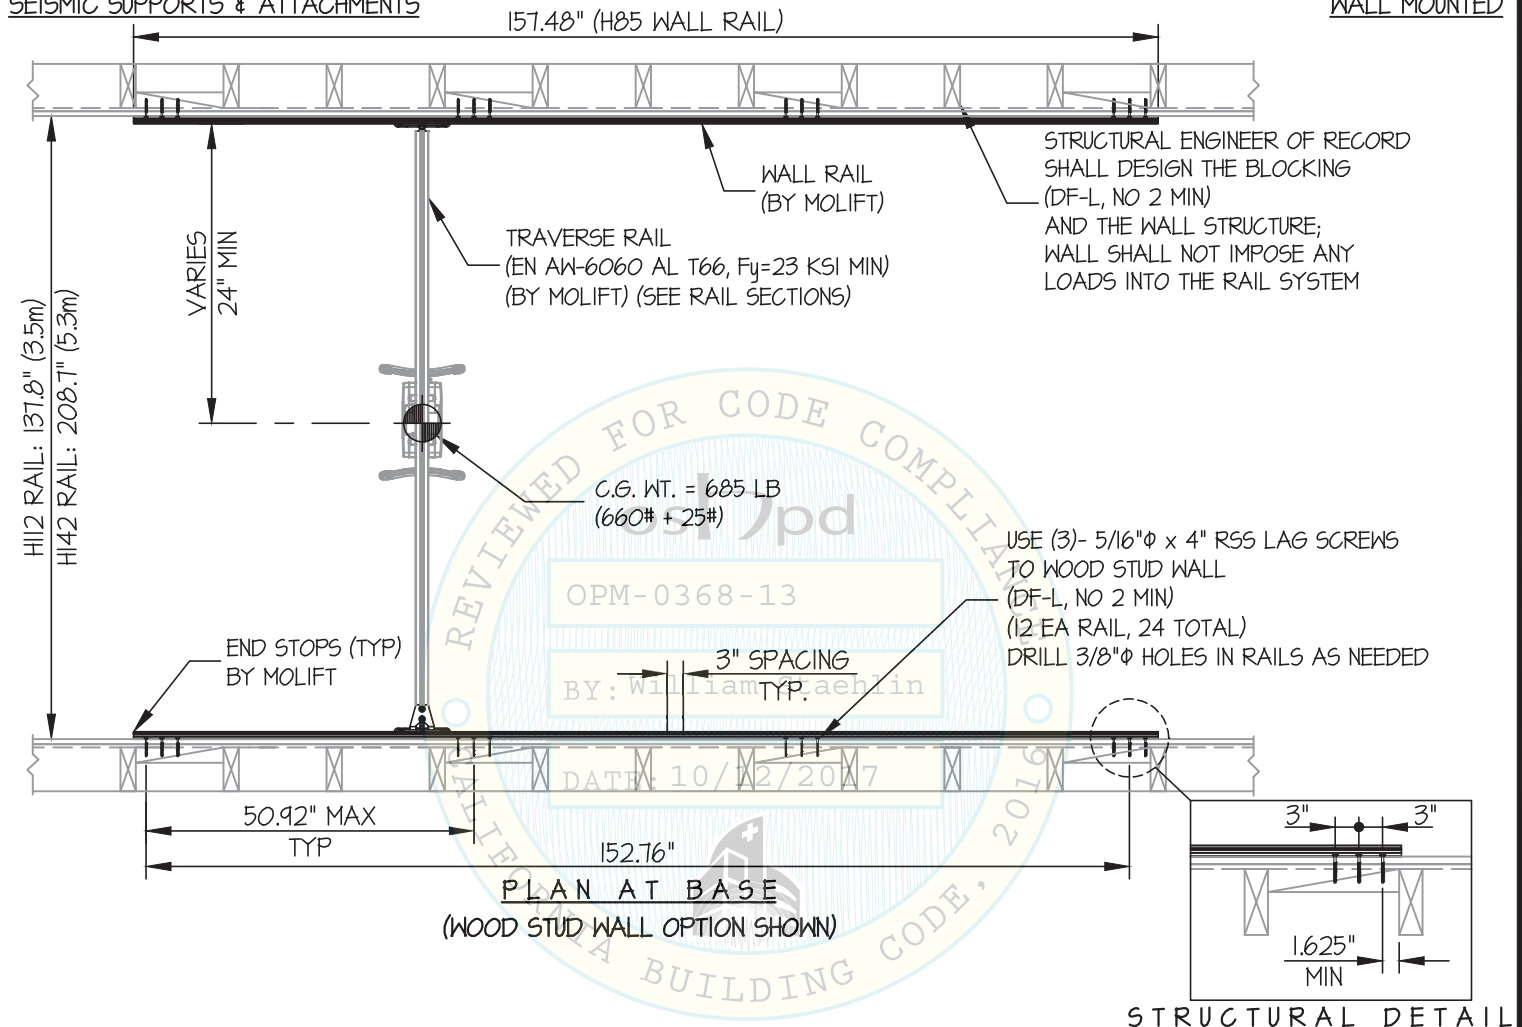 SEISMIC SUPPORTS & ATTACHMENTS
WALL MOUNTED
157.48" (H85 WALL RAIL)
STRUCTURAL ENGINEER OF RECORD
SHALL DESIGN THE BLOCKING
(DF-L, NO 2 MIN)
AND THE WALL STRUCTURE;
WALL SHALL NOT IMPOSE ANY
LOADS INTO THE RAIL SYSTEM
WALL RAIL
(BY MOLIFT)
VARIES
24" MIN
TRAVERSE RAIL
(EN AW-6060 AL T66, Fy=23 KSI MIN)
(BY MOLIFT) (SEE RAIL SECTIONS)
H112 RAIL: 137.8" (3.5m)
H142 RAIL: 208.7" (5.3m)
C.G. WT. = 685 LB
(660# + 25#)
REVIEWED FOR CODE COMPLIANCE
oshpd
OPM-0368-13
BY: William Staehlin
DATE: 10/12/2017
CALIFORNIA BUILDING CODE, 2016
USE (3)- 5/16"Φ x 4" RSS LAG SCREWS
TO WOOD STUD WALL
(DF-L, NO 2 MIN)
(12 EA RAIL, 24 TOTAL)
DRILL 3/8"Φ HOLES IN RAILS AS NEEDED
END STOPS (TYP)
BY MOLIFT
3" SPACING
TYP.
50.92" MAX
TYP
152.76"
PLAN AT BASE
(WOOD STUD WALL OPTION SHOWN)
3" 3"
1.625"
MIN
STRUCTURAL DETAIL